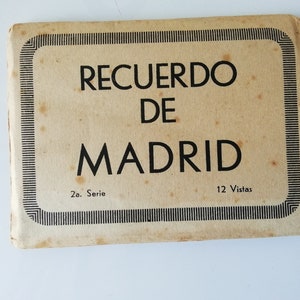 RECUERDO
DE
MADRID
2a. Serie 12 Vistas